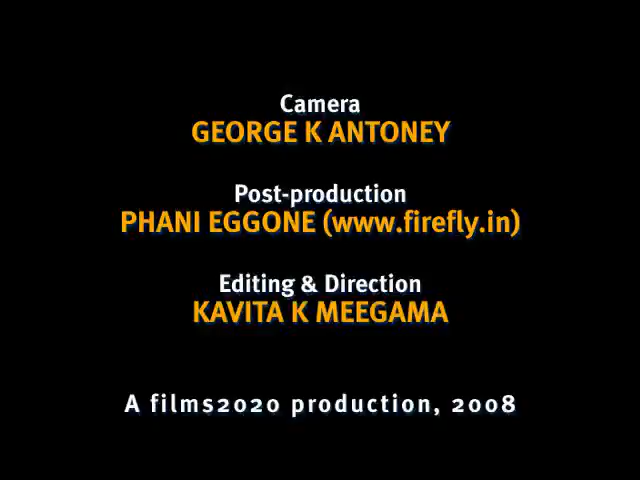 Camera
GEORGE K ANTONEY
Post-production
PHANI EGGONE (www.firefly.in)
Editing & Direction
KAVITA K MEEGAMA
A films2020 production, 2008